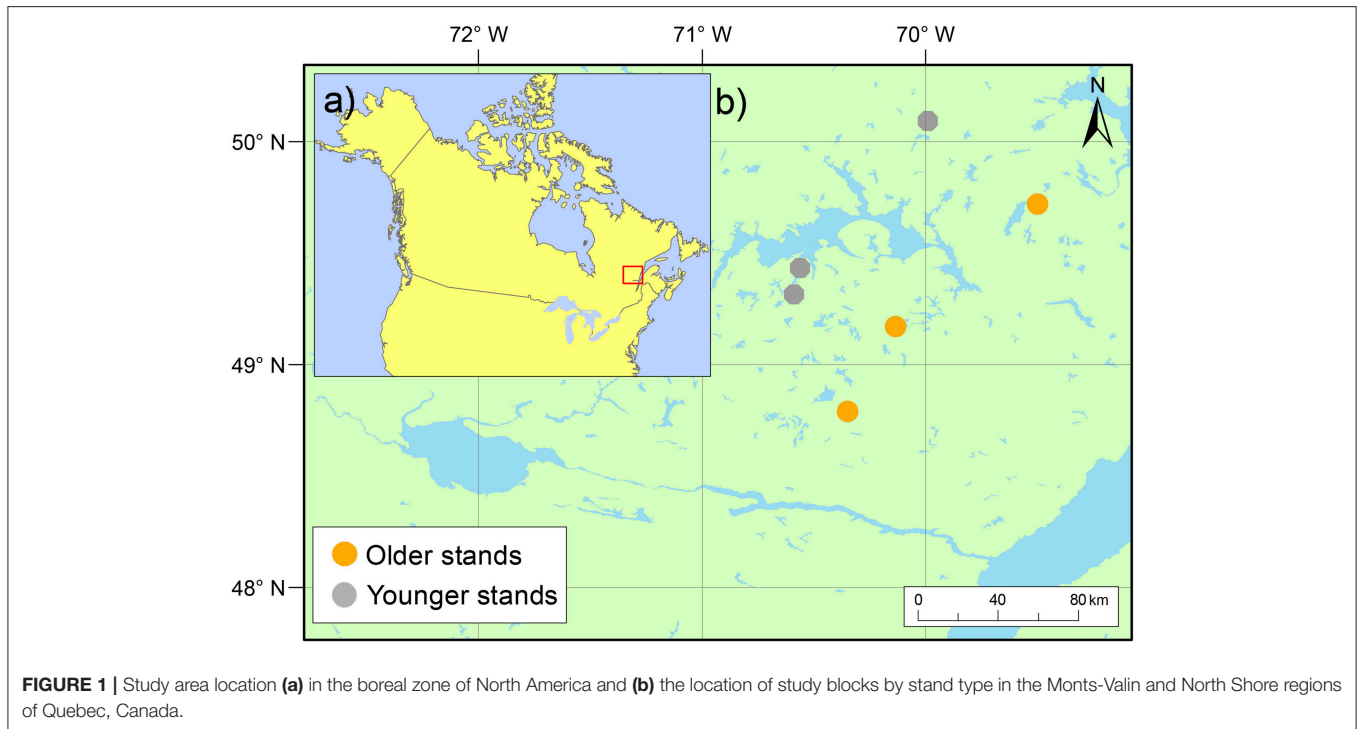 72° W 71° W 70° W
a) b) N
50° N
49° N
48° N
Older stands
Younger stands
0 40 80 km
FIGURE 1 | Study area location (a) in the boreal zone of North America and (b) the location of study blocks by stand type in the Monts-Valin and North Shore regions
of Quebec, Canada.